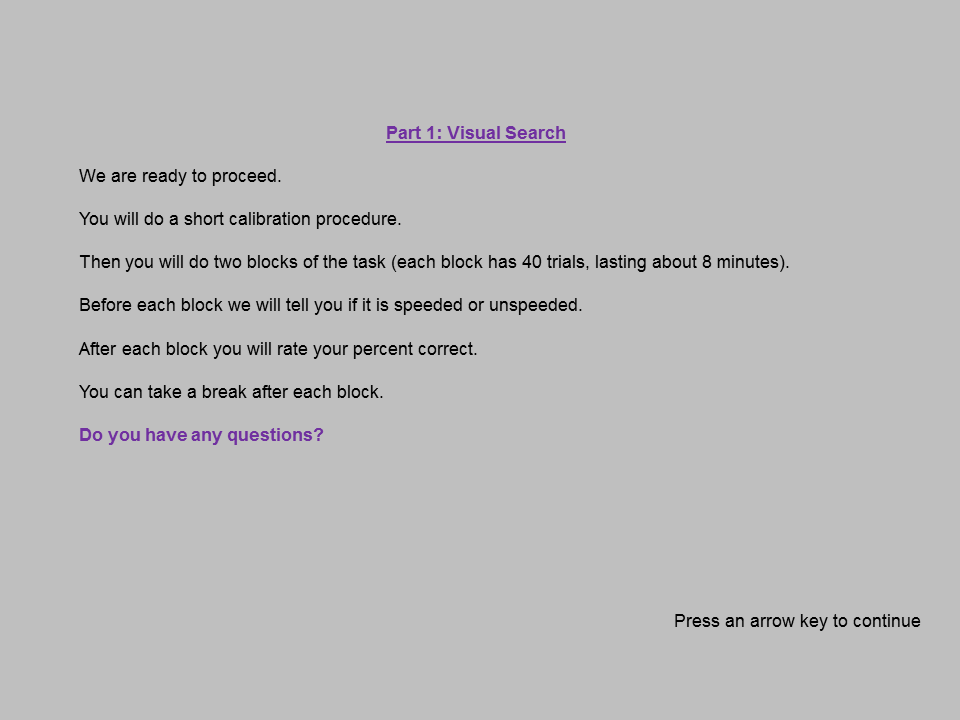 Part 1: Visual Search
We are ready to proceed.
You will do a short calibration procedure.
Then you will do two blocks of the task (each block has 40 trials, lasting about 8 minutes).
Before each block we will tell you if it is speeded or unspeeded.
After each block you will rate your percent correct.
You can take a break after each block.
Do you have any questions?
Press an arrow key to continue